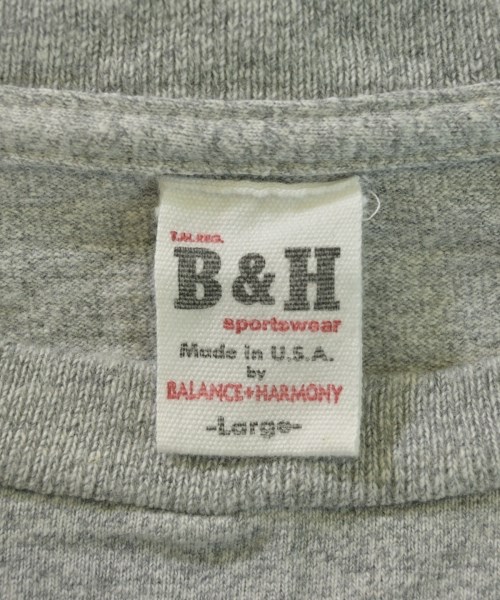 T.M.REG.
B & H
sportswear
Made in U.S.A.
by
BALANCE+HARMONY
-Large-